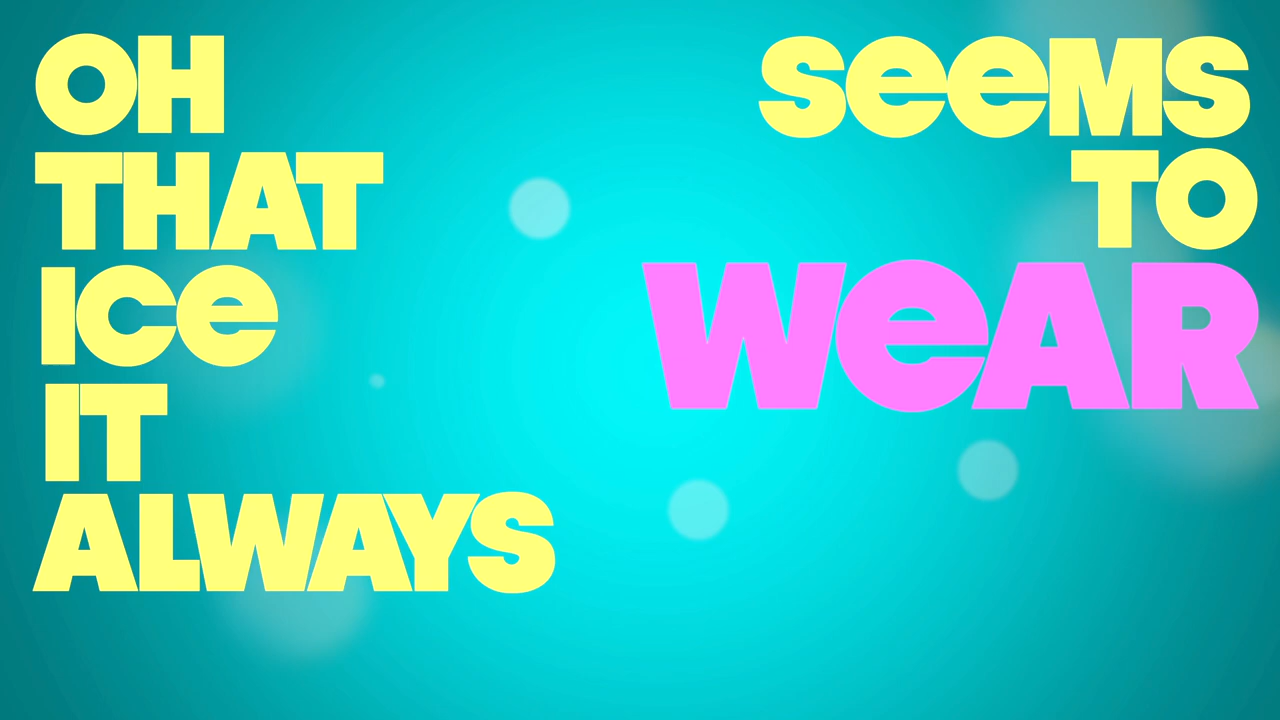 OH
THAT
ICe
IT
ALWAYS
SeeMS
TO
WeAR